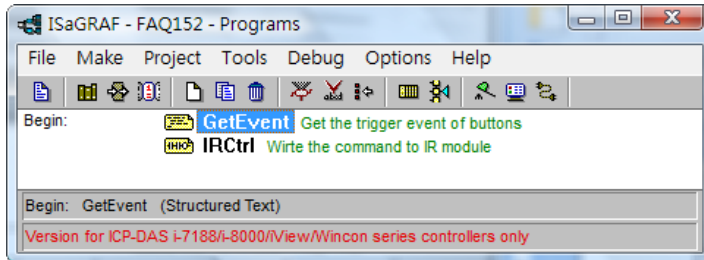 ISaGRAF - FAQ152 - Programs
File Make Project Tools Debug Options Help
Begin: GetEvent Get the trigger event of buttons
IRCtrl Wirte the command to IR module
Begin: GetEvent (Structured Text)
Version for ICP-DAS i-7188/i-8000/iView/Wincon series controllers only